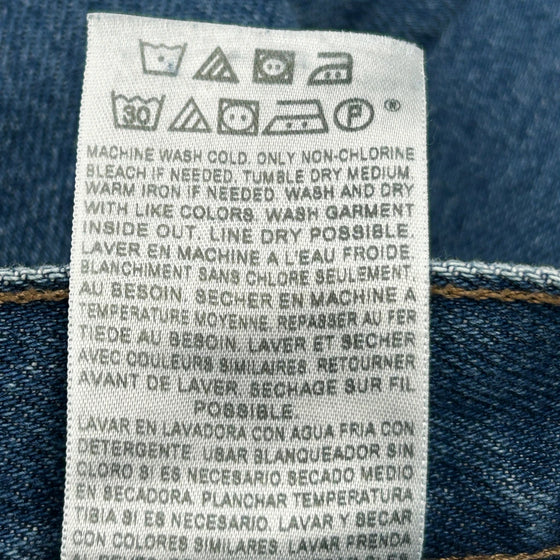 30 F ®
MACHINE WASH COLD. ONLY NON-CHLORINE
BLEACH IF NEEDED. TUMBLE DRY MEDIUM.
WARM IRON IF NEEDED. WASH AND DRY
WITH LIKE COLORS. WASH GARMENT
INSIDE OUT. LINE DRY POSSIBLE.
LAVER EN MACHINE A L'EAU FROIDE.
BLANCHIMENT SANS CHLORE SEULEMENT,
AU BESOIN. SECHER EN MACHINE A
TEMPERATURE MOYENNE. REPASSER AU FER
TIEDE AU BESOIN. LAVER ET SECHER
AVEC COULEURS SIMILAIRES. RETOURNER
AVANT DE LAVER. SECHAGE SUR FIL
POSSIBLE.
LAVAR EN LAVADORA CON AGUA FRIA CON
DETERGENTE. USAR BLANQUEADOR SIN
CLORO SI ES NECESARIO SECADO MEDIO
EN SECADORA. PLANCHAR TEMPERATURA
TIBIA SI ES NECESARIO. LAVAR Y SECAR
CON COLORES SIMILARES. LAVAR PRENDA